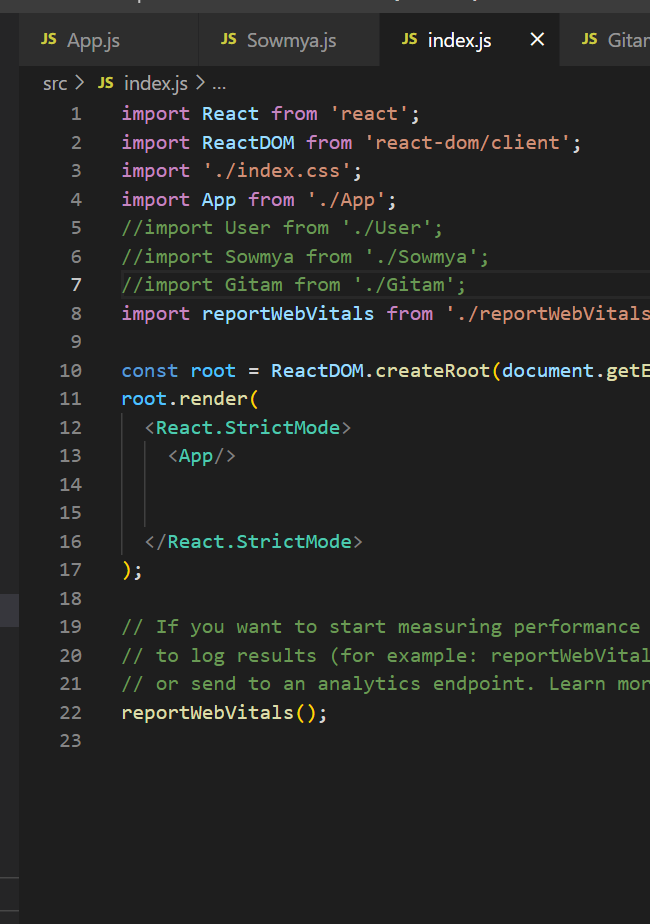 JS App.js JS Sowmya.js JS index.js × JS Gitar
src > JS index.js > ...
1 import React from 'react';
2 import ReactDOM from 'react-dom/client';
3 import './index.css';
4 import App from './App';
5 //import User from './User';
6 //import Sowmya from './Sowmya';
7 //import Gitam from './Gitam';
8 import reportWebVitals from './reportWebVitals
9
10 const root = ReactDOM.createRoot(document.getE
11 root.render(
12 <React.StrictMode>
13 <App/>
14
15
16 </React.StrictMode>
17 );
18
19 // If you want to start measuring performance
20 // to log results (for example: reportWebVital
21 // or send to an analytics endpoint. Learn mor
22 reportWebVitals();
23